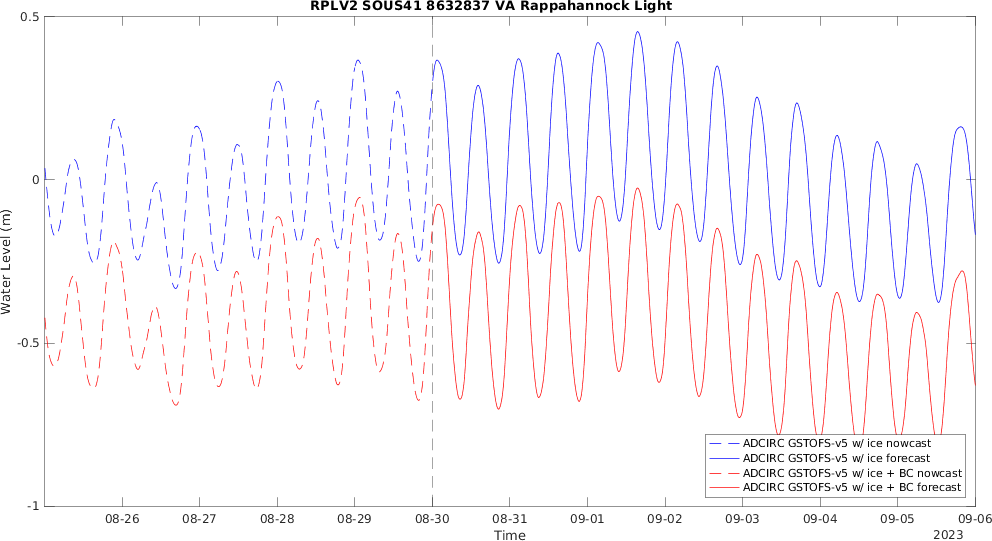 RPLV2 SOUS41 8632837 VA Rappahannock Light
Water Level (m)
0.5
0
-0.5
-1
ADCIRC GSTOFS-v5 w/ ice nowcast
ADCIRC GSTOFS-v5 w/ ice forecast
ADCIRC GSTOFS-v5 w/ ice + BC nowcast
ADCIRC GSTOFS-v5 w/ ice + BC forecast
08-26 08-27 08-28 08-29 08-30 08-31 09-01 09-02 09-03 09-04 09-05 09-06
Time
2023